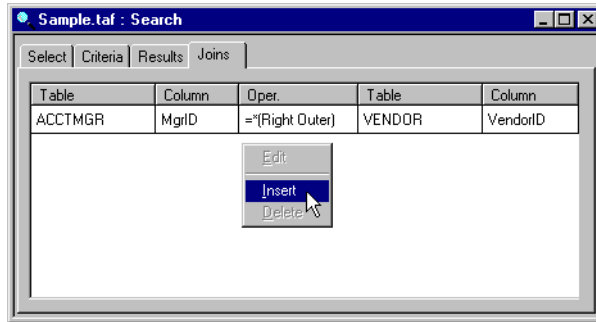 Sample.taf : Search
Select Criteria Results Joins
Table Column Oper. Table Column
ACCTMGR MgrID =*(Right Outer) VENDOR VendorID
Edit
Insert
Delete